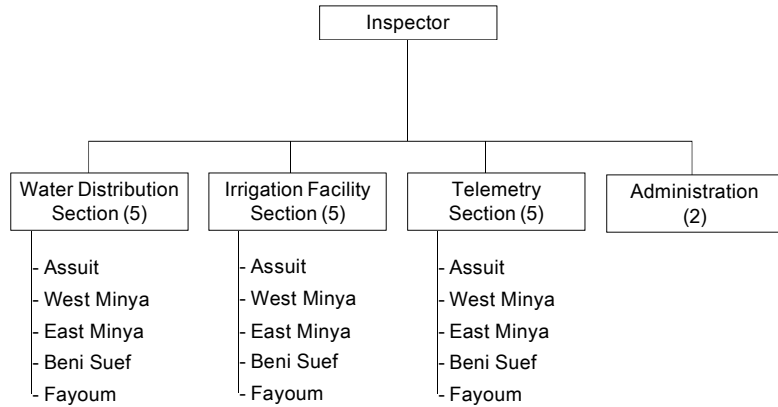 Inspector
Water Distribution
Section (5)
Irrigation Facility
Section (5)
Telemetry
Section (5)
Administration
(2)
- Assuit
- West Minya
- East Minya
- Beni Suef
- Fayoum
- Assuit
- West Minya
- East Minya
- Beni Suef
- Fayoum
- Assuit
- West Minya
- East Minya
- Beni Suef
- Fayoum